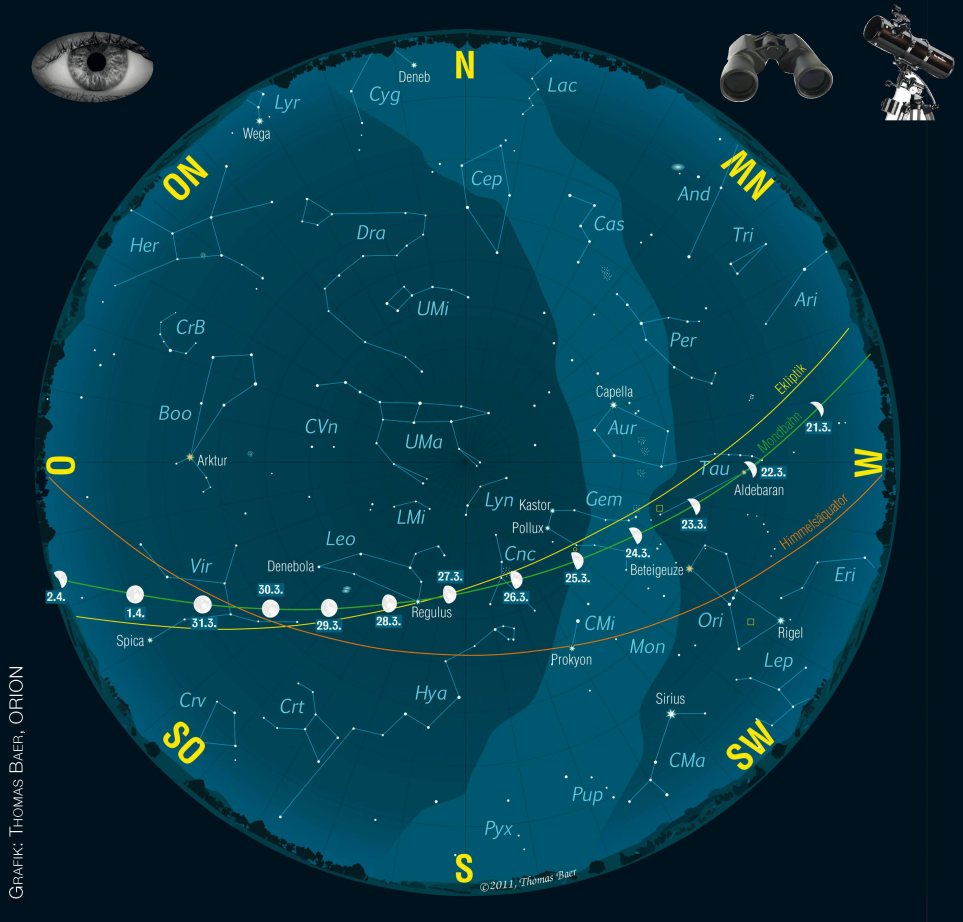 N
Deneb
Cyg
Lac
Lyr
Wega
NO
Cep
NW
And
Her
Dra
Cas
Tri
Ari
UMi
CrB
Per
Ekliptik
Boo
Capella
Mondbahn
21.3.
CVn
UMa
Aur
O
Arktur
Tau
22.3.
W
Aldebaran
Lyn
Kastor
Gem
Himmelsäquator
LMi
Pollux
23.3.
Leo
24.3.
Cnc
Vir
Denebola
25.3.
Beteigeuze
Eri
27.3.
30.3.
26.3.
2.4.
1.4.
31.3.
29.3.
28.3.
Regulus
CMi
Ori
Rigel
Spica
Mon
Prokyon
Lep
Hya
Sirius
Crv
Crt
SO
SW
CMa
Pup
Pyx
S
©2011, Thomas Baer
Grafik: Thomas Baer, ORION